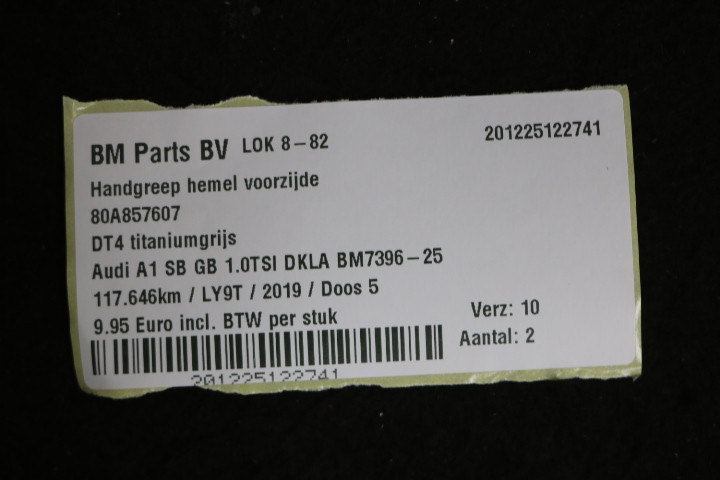 BM Parts BV LOK 8-82 201225122741
Handgreep hemel voorzijde
80A857607
DT4 titaniumgrijs
Audi A1 SB GB 1.0TSI DKLA BM7396-25
117.646km / LY9T / 2019 / Doos 5
9.95 Euro incl. BTW per stuk Verz: 10
Aantal: 2
201225122741